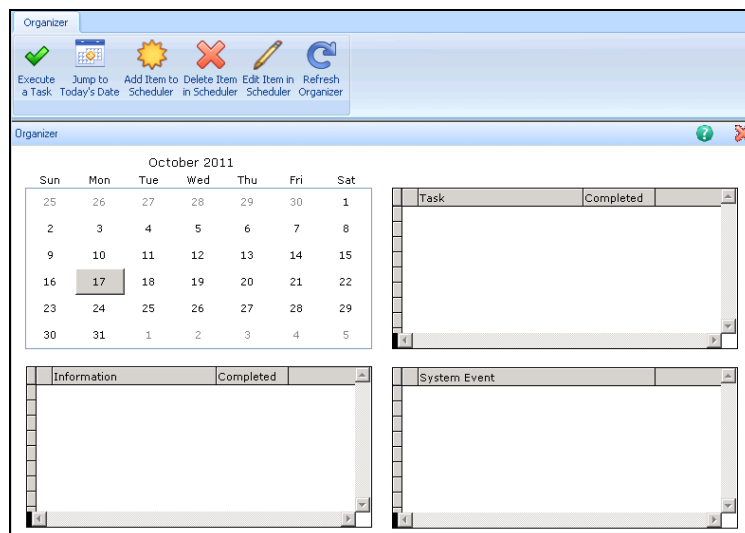 Organizer
Execute a Task
Jump to Today's Date
Add Item to Scheduler
Delete Item in Scheduler
Edit Item in Scheduler
Refresh Organizer
Organizer
?
October 2011
Sun Mon Tue Wed Thu Fri Sat
25 26 27 28 29 30 1
2 3 4 5 6 7 8
9 10 11 12 13 14 15
16 17 18 19 20 21 22
23 24 25 26 27 28 29
30 31 1 2 3 4 5
Task Completed
Information Completed
System Event